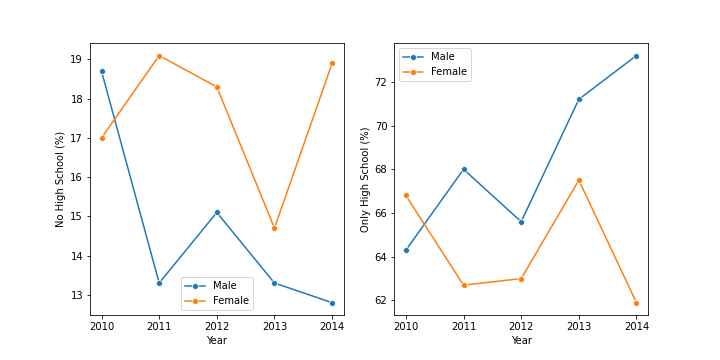 19
18
17
16
15
14
13
No High School (%)
2010 2011 2012 2013 2014
Year
Male
Female
72
70
68
66
64
62
Only High School (%)
2010 2011 2012 2013 2014
Year
Male
Female